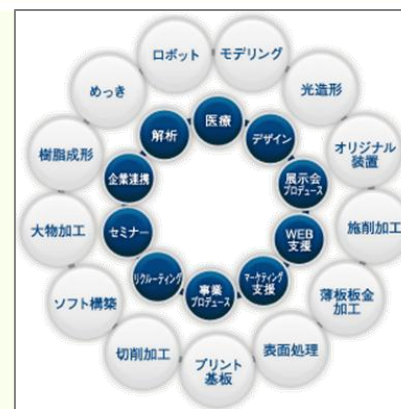 ロボット
モデリング
光造形
オリジナル
装置
施削加工
薄板板金
加工
表面処理
プリント
基板
切削加工
ソフト構築
大物加工
樹脂成形
めっき
医療
デザイン
展示会
プロデュース
WEB
支援
マーケティング
支援
事業
プロデュース
リクルーティング
セミナー
企業連携
解析